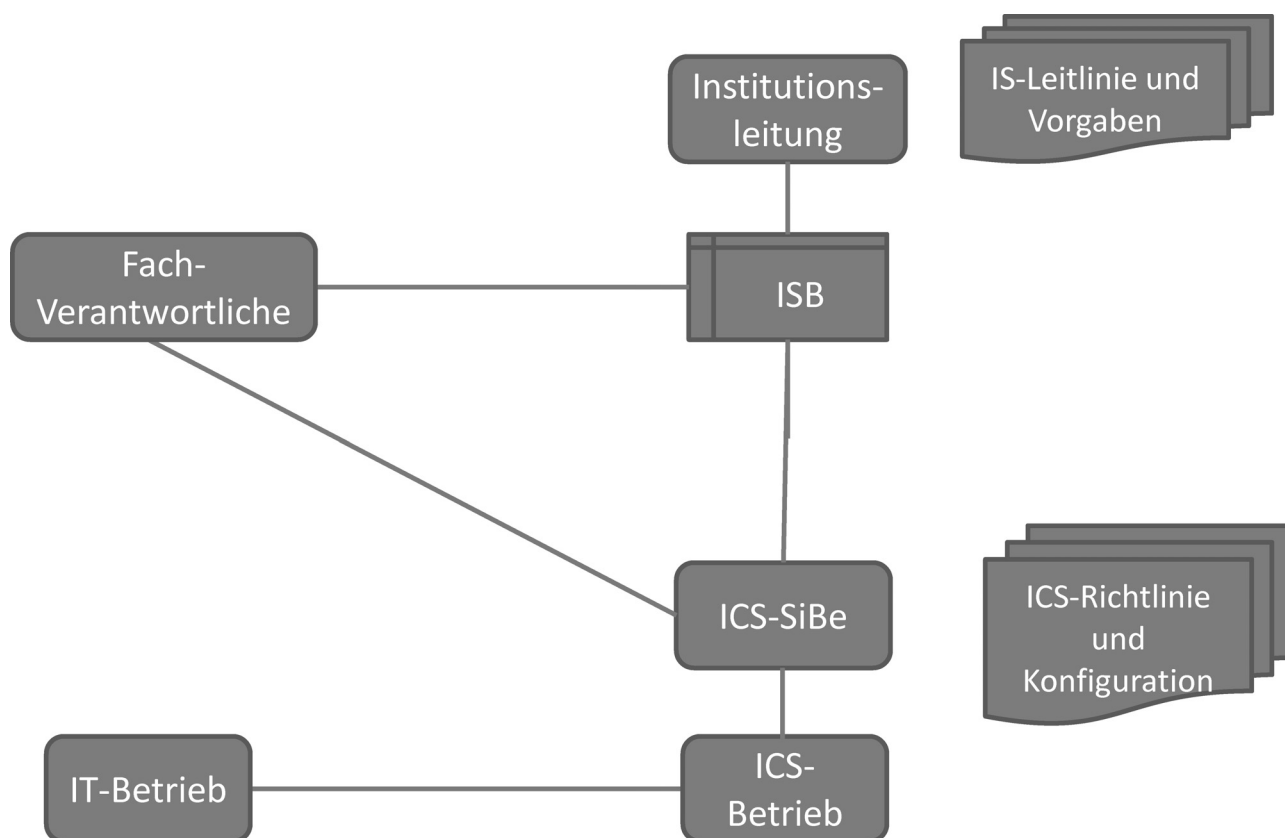 Institutions-
leitung
IS-Leitlinie und
Vorgaben
Fach-
Verantwortliche
ISB
ICS-SiBe
ICS-Richtlinie
und
Konfiguration
IT-Betrieb
ICS-
Betrieb